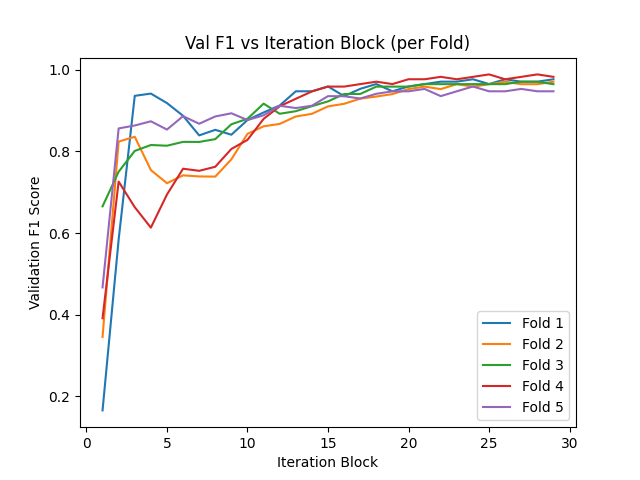 Val F1 vs Iteration Block (per Fold)
Validation F1 Score
1.0
0.8
0.6
0.4
0.2
0
5
10
15
20
25
30
Iteration Block
Fold 1
Fold 2
Fold 3
Fold 4
Fold 5